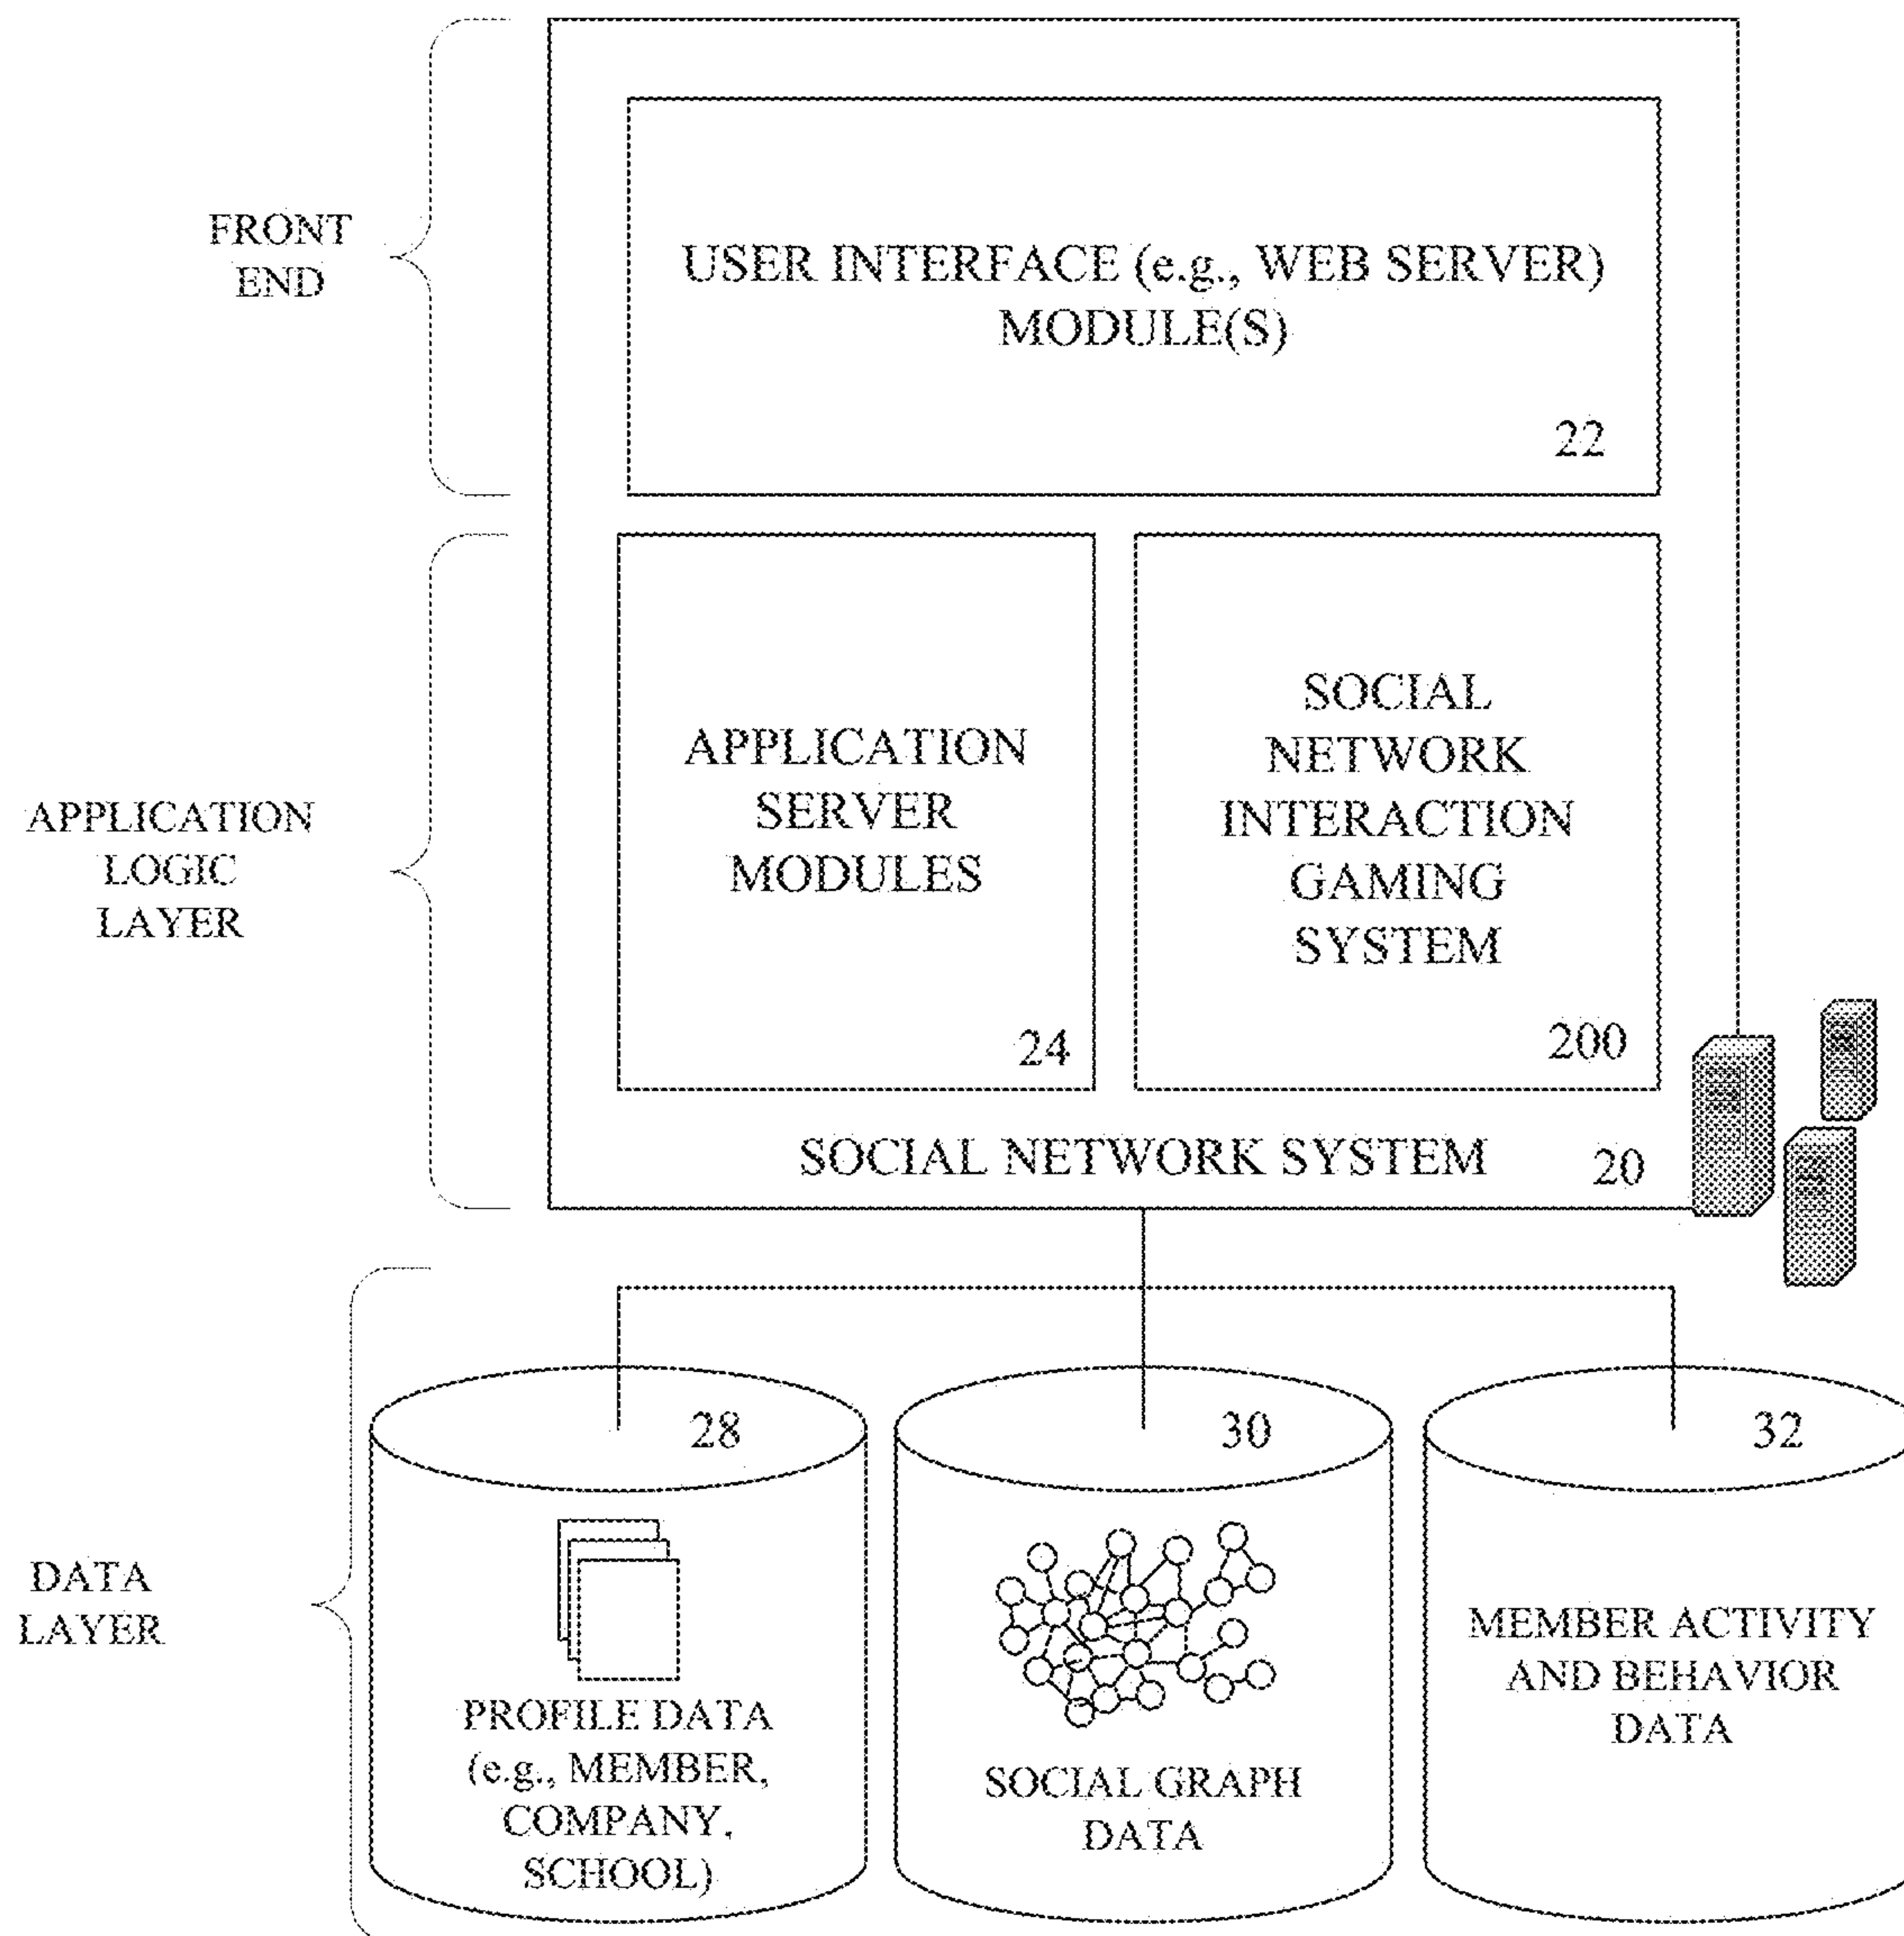 FRONT
END
USER INTERFACE (e.g., WEB SERVER)
MODULE(S)
22
APPLICATION
LOGIC
LAYER
APPLICATION
SERVER
MODULES
24
SOCIAL
NETWORK
INTERACTION
GAMING
SYSTEM
200
SOCIAL NETWORK SYSTEM
20
DATA
LAYER
28
PROFILE DATA
(e.g., MEMBER,
COMPANY,
SCHOOL)
30
SOCIAL GRAPH
DATA
32
MEMBER ACTIVITY
AND BEHAVIOR
DATA